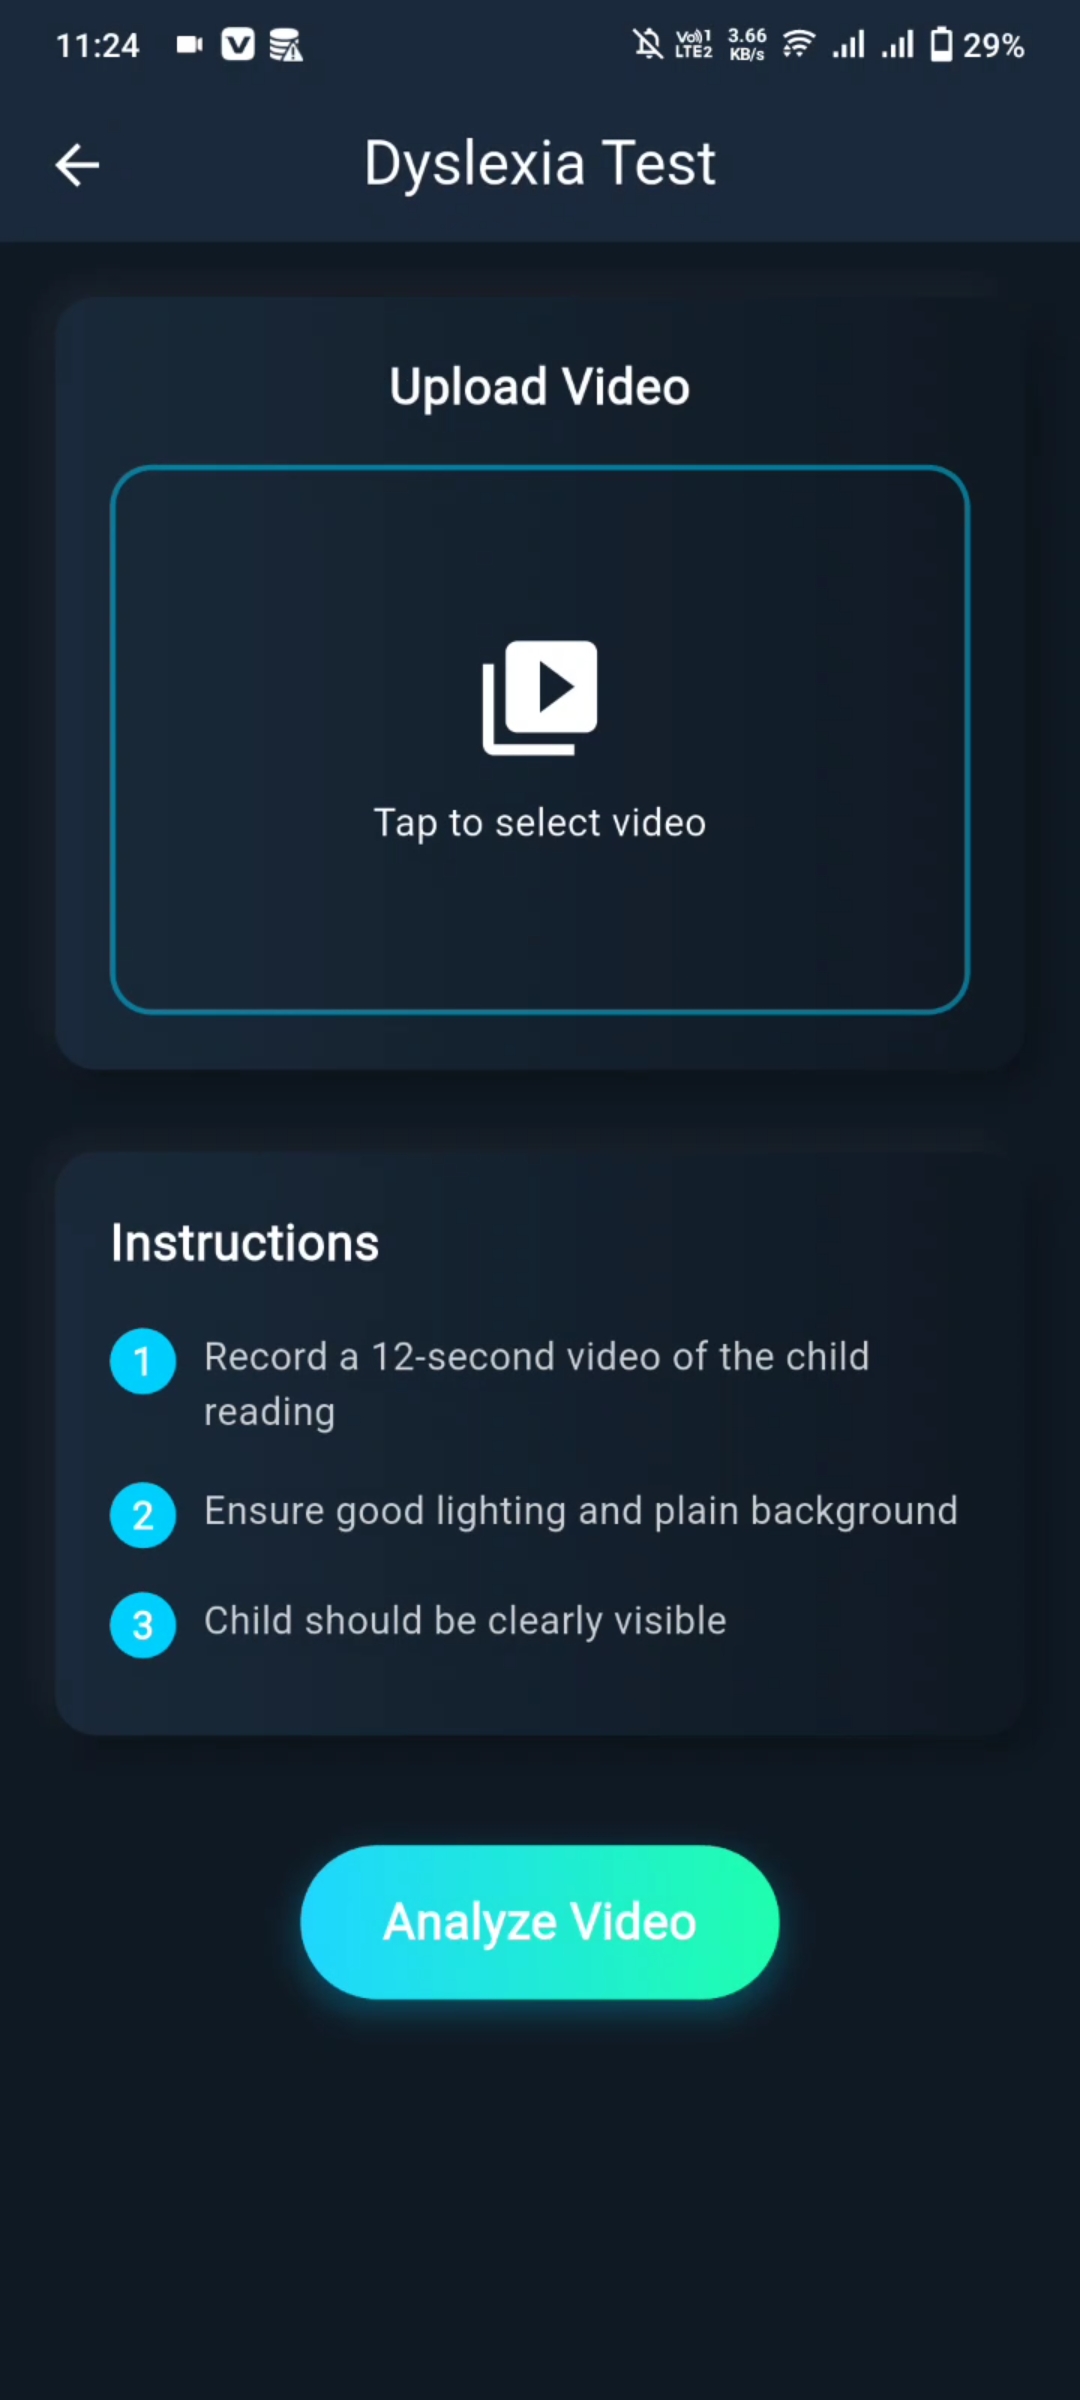 11:24 V Vo))1 LTE2 3.66 KB/s 29%
Dyslexia Test
Upload Video
Tap to select video
Instructions
1 Record a 12-second video of the child
reading
2 Ensure good lighting and plain background
3 Child should be clearly visible
Analyze Video